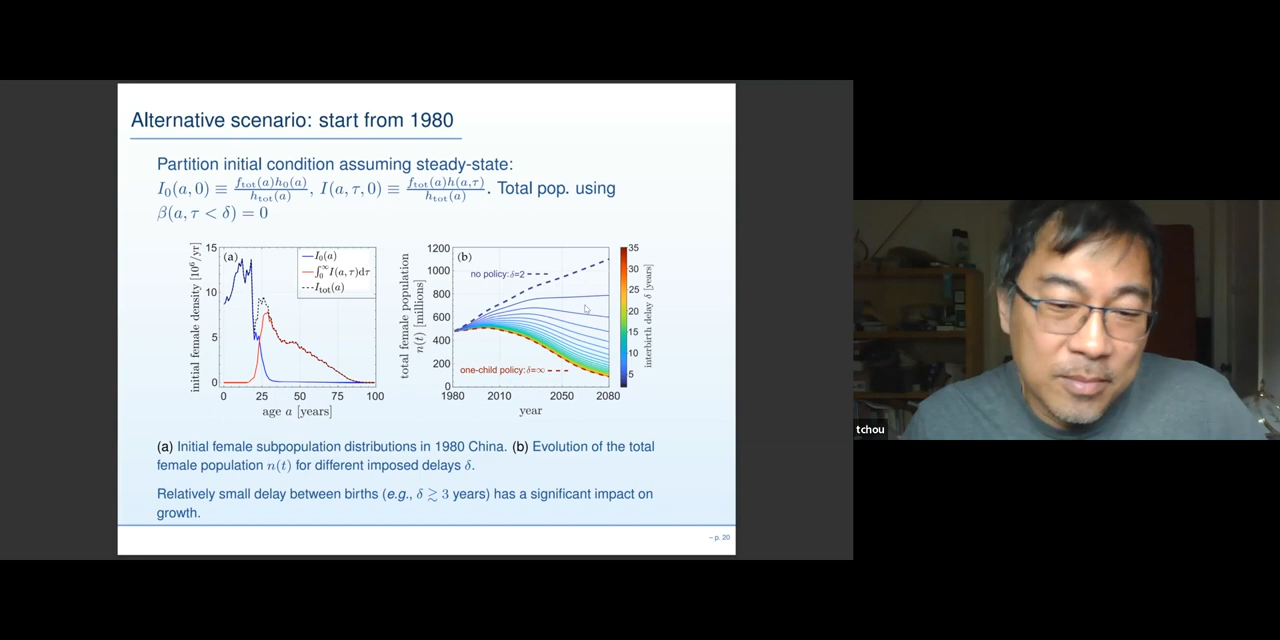 Alternative scenario: start from 1980
Partition initial condition assuming steady-state:
I₀(a, 0) ≡ f_tot(a)h₀(a)/h_tot(a), I(a, τ, 0) ≡ f_tot(a)h(a,τ)/h_tot(a). Total pop. using
β(a, τ < δ) = 0
(a)
I₀(a)
∫₀^∞ I(a, τ)dτ
I_tot(a)
initial female density [10⁶/yr]
15
10
5
0
0 25 50 75 100
age a [years]
(b)
no policy:δ=2
one-child policy:δ=∞
total female population
n(t) [millions]
1200
1000
800
600
400
200
0
1980 2010 2050 2080
year
35
30
25
20
15
10
5
interbirth delay δ [years]
(a) Initial female subpopulation distributions in 1980 China. (b) Evolution of the total
female population n(t) for different imposed delays δ.
Relatively small delay between births (e.g., δ ≳ 3 years) has a significant impact on
growth.
– p. 20
tchou